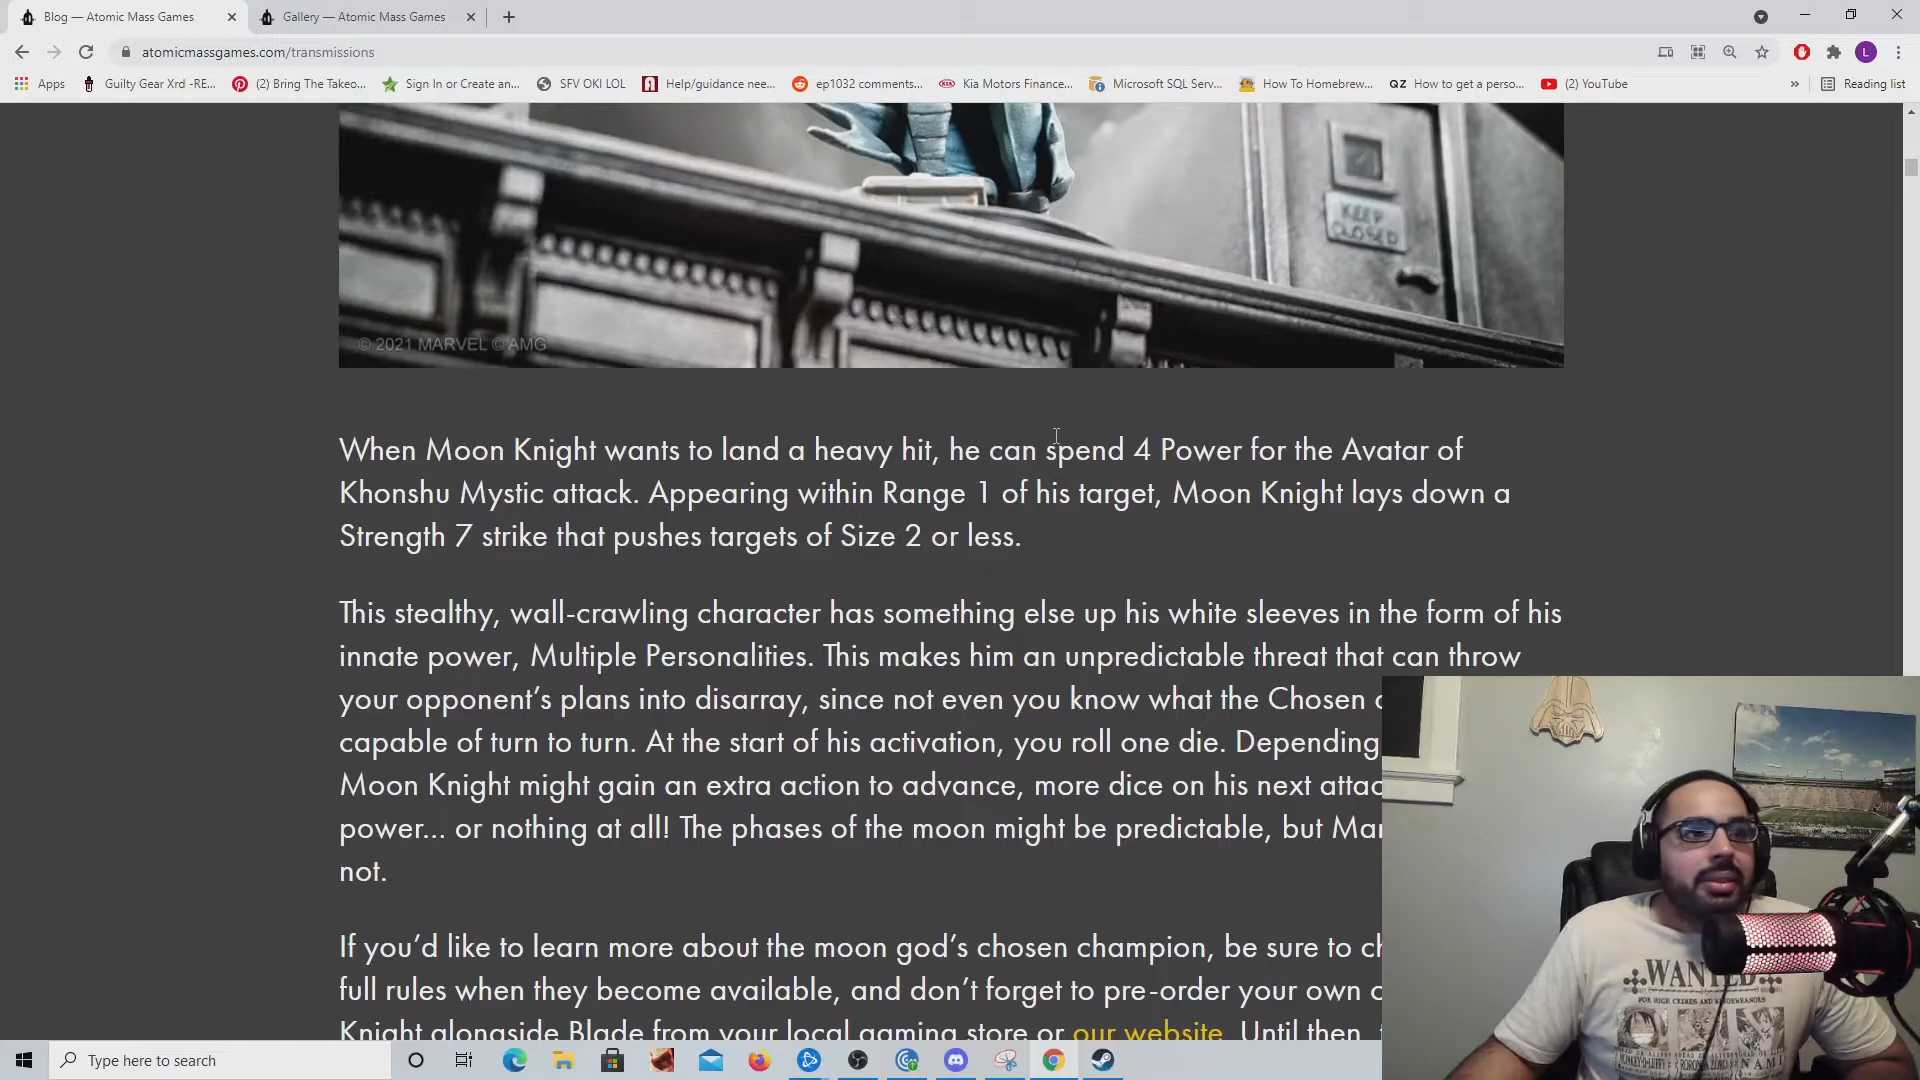 Blog — Atomic Mass Games
Gallery — Atomic Mass Games
atomicmassgames.com/transmissions
L
Apps
Guilty Gear Xrd -RE...
(2) Bring The Takeo...
Sign In or Create an...
SFV OKI LOL
Help/guidance nee...
ep1032 comments...
Kia Motors Finance...
Microsoft SQL Serv...
How To Homebrew...
QZ How to get a perso...
(2) YouTube
Reading list
KEEP
CLOSED
© 2021 MARVEL © AMG
When Moon Knight wants to land a heavy hit, he can spend 4 Power for the Avatar of
Khonshu Mystic attack. Appearing within Range 1 of his target, Moon Knight lays down a
Strength 7 strike that pushes targets of Size 2 or less.
This stealthy, wall-crawling character has something else up his white sleeves in the form of his
innate power, Multiple Personalities. This makes him an unpredictable threat that can throw
your opponent’s plans into disarray, since not even you know what the Chosen
capable of turn to turn. At the start of his activation, you roll one die. Depending
Moon Knight might gain an extra action to advance, more dice on his next attac
power... or nothing at all! The phases of the moon might be predictable, but Mar
not.
If you’d like to learn more about the moon god’s chosen champion, be sure to ch
full rules when they become available, and don’t forget to pre-order your own
Knight alongside Blade from your local gaming store or our website. Until then,
WANTED
FOR HIGH CRIMES AND MISDEMEANORS
Type here to search